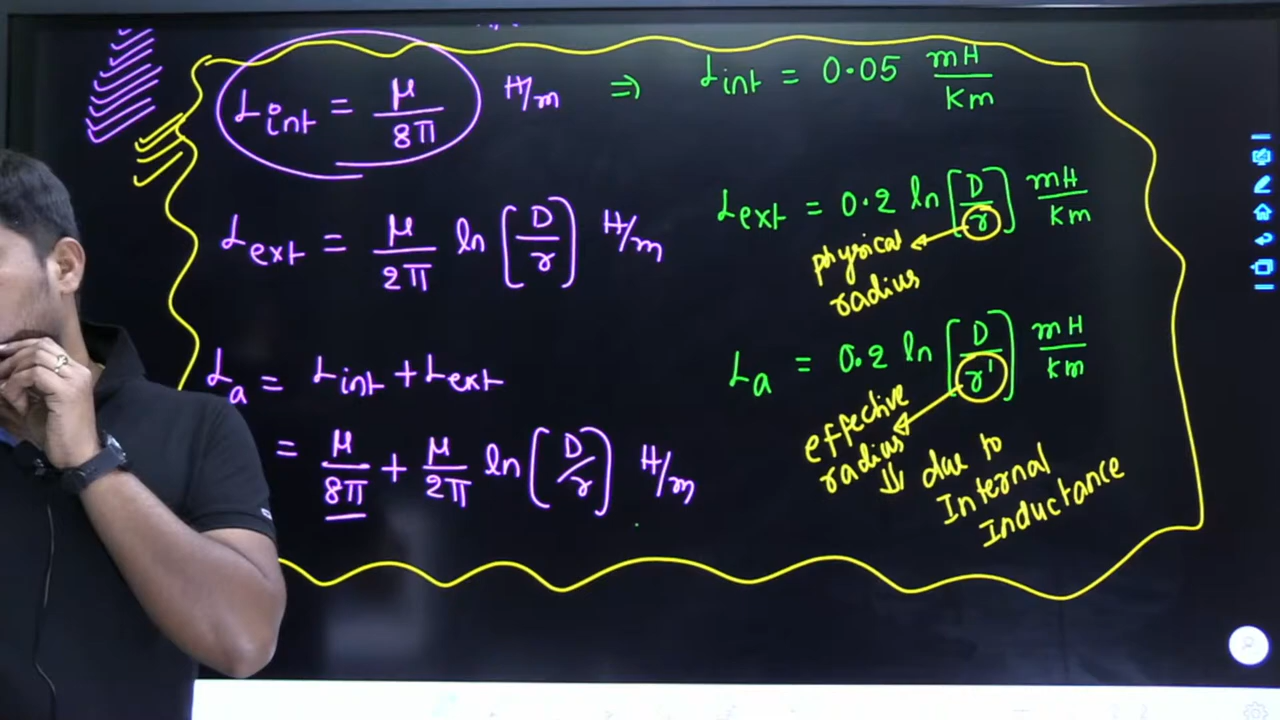 L_int = μ/8π H/m ⇒ L_int = 0.05 mH/Km
L_ext = μ/2π ln[D/r] H/m
L_ext = 0.2 ln[D/r] mH/Km
physical
radius
L_a = L_int + L_ext
L_a = 0.2 ln[D/r'] mH/km
= μ/8π + μ/2π ln[D/r] H/m
effective
radius
⇓ due to
Internal
Inductance